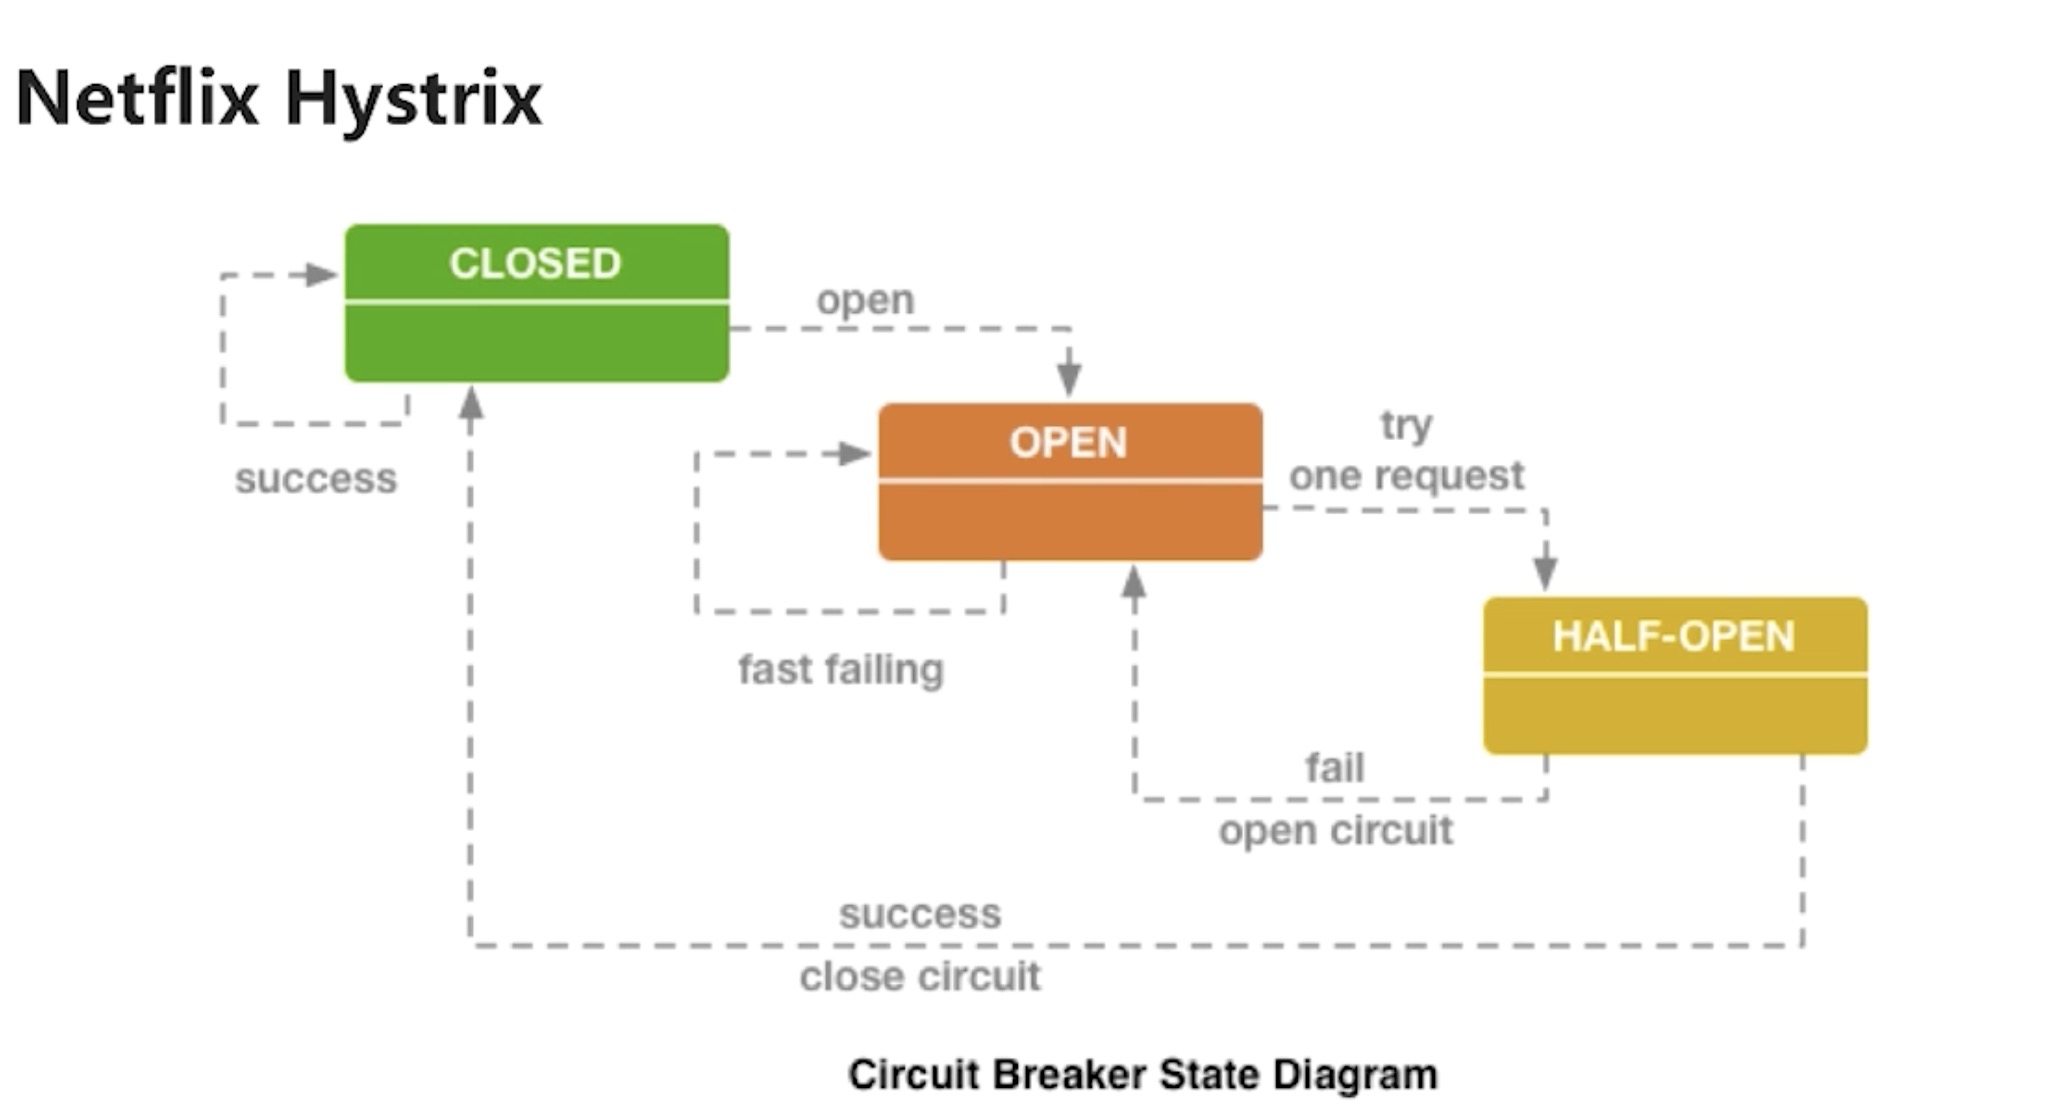 Netflix Hystrix
CLOSED
open
success
OPEN
try
one request
fast failing
HALF-OPEN
fail
open circuit
success
close circuit
Circuit Breaker State Diagram